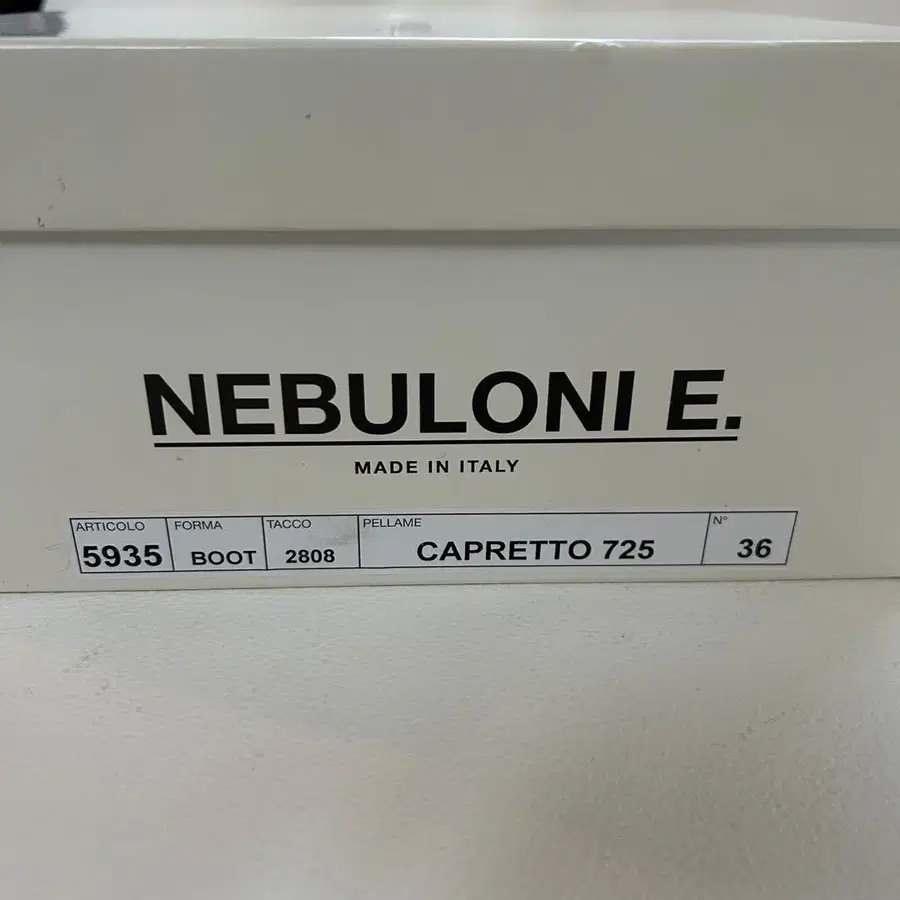 NEBULONI E.
MADE IN ITALY
ARTICOLO FORMA TACCO PELLAME N°
5935 BOOT 2808 CAPRETTO 725 36